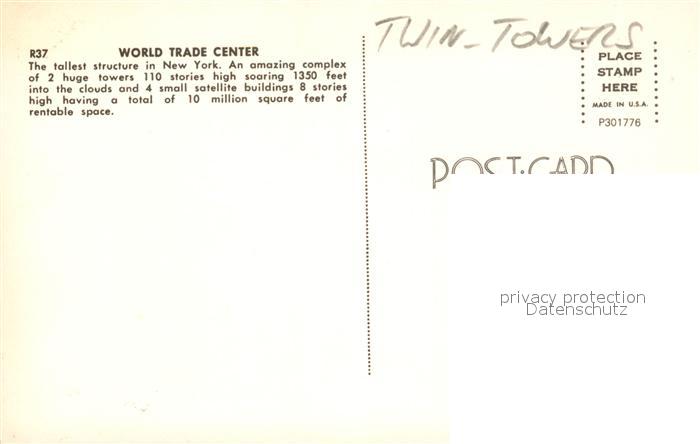 TWIN-TOWERS
R37 WORLD TRADE CENTER
The tallest structure in New York. An amazing complex
of 2 huge towers 110 stories high soaring 1350 feet
into the clouds and 4 small satellite buildings 8 stories
high having a total of 10 million square feet of
rentable space.
PLACE
STAMP
HERE
MADE IN U.S.A.
P301776
POST·CARD
privacy protection
Datenschutz